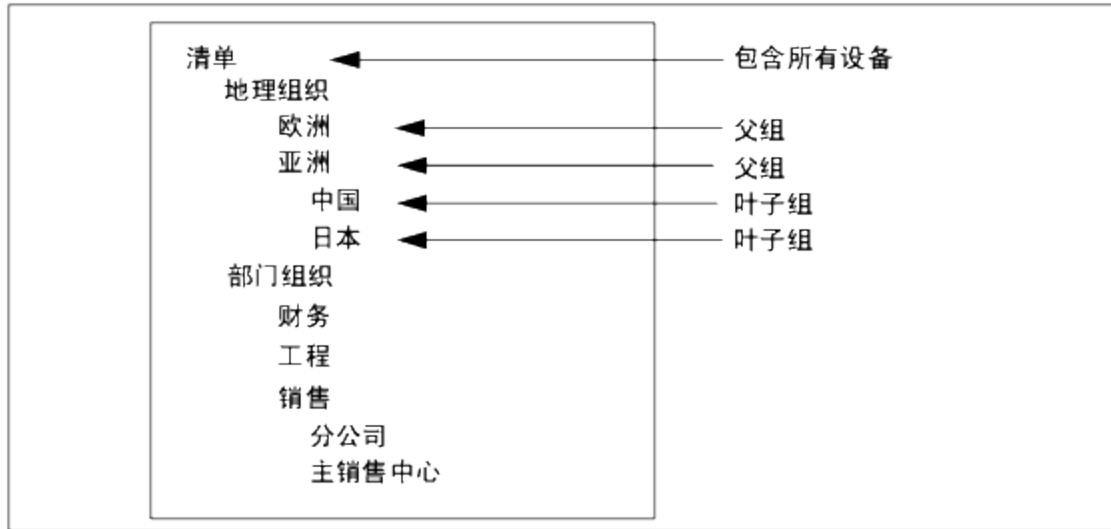 清单 包含所有设备
地理组织
欧洲 父组
亚洲 父组
中国 叶子组
日本 叶子组
部门组织
财务
工程
销售
分公司
主销售中心